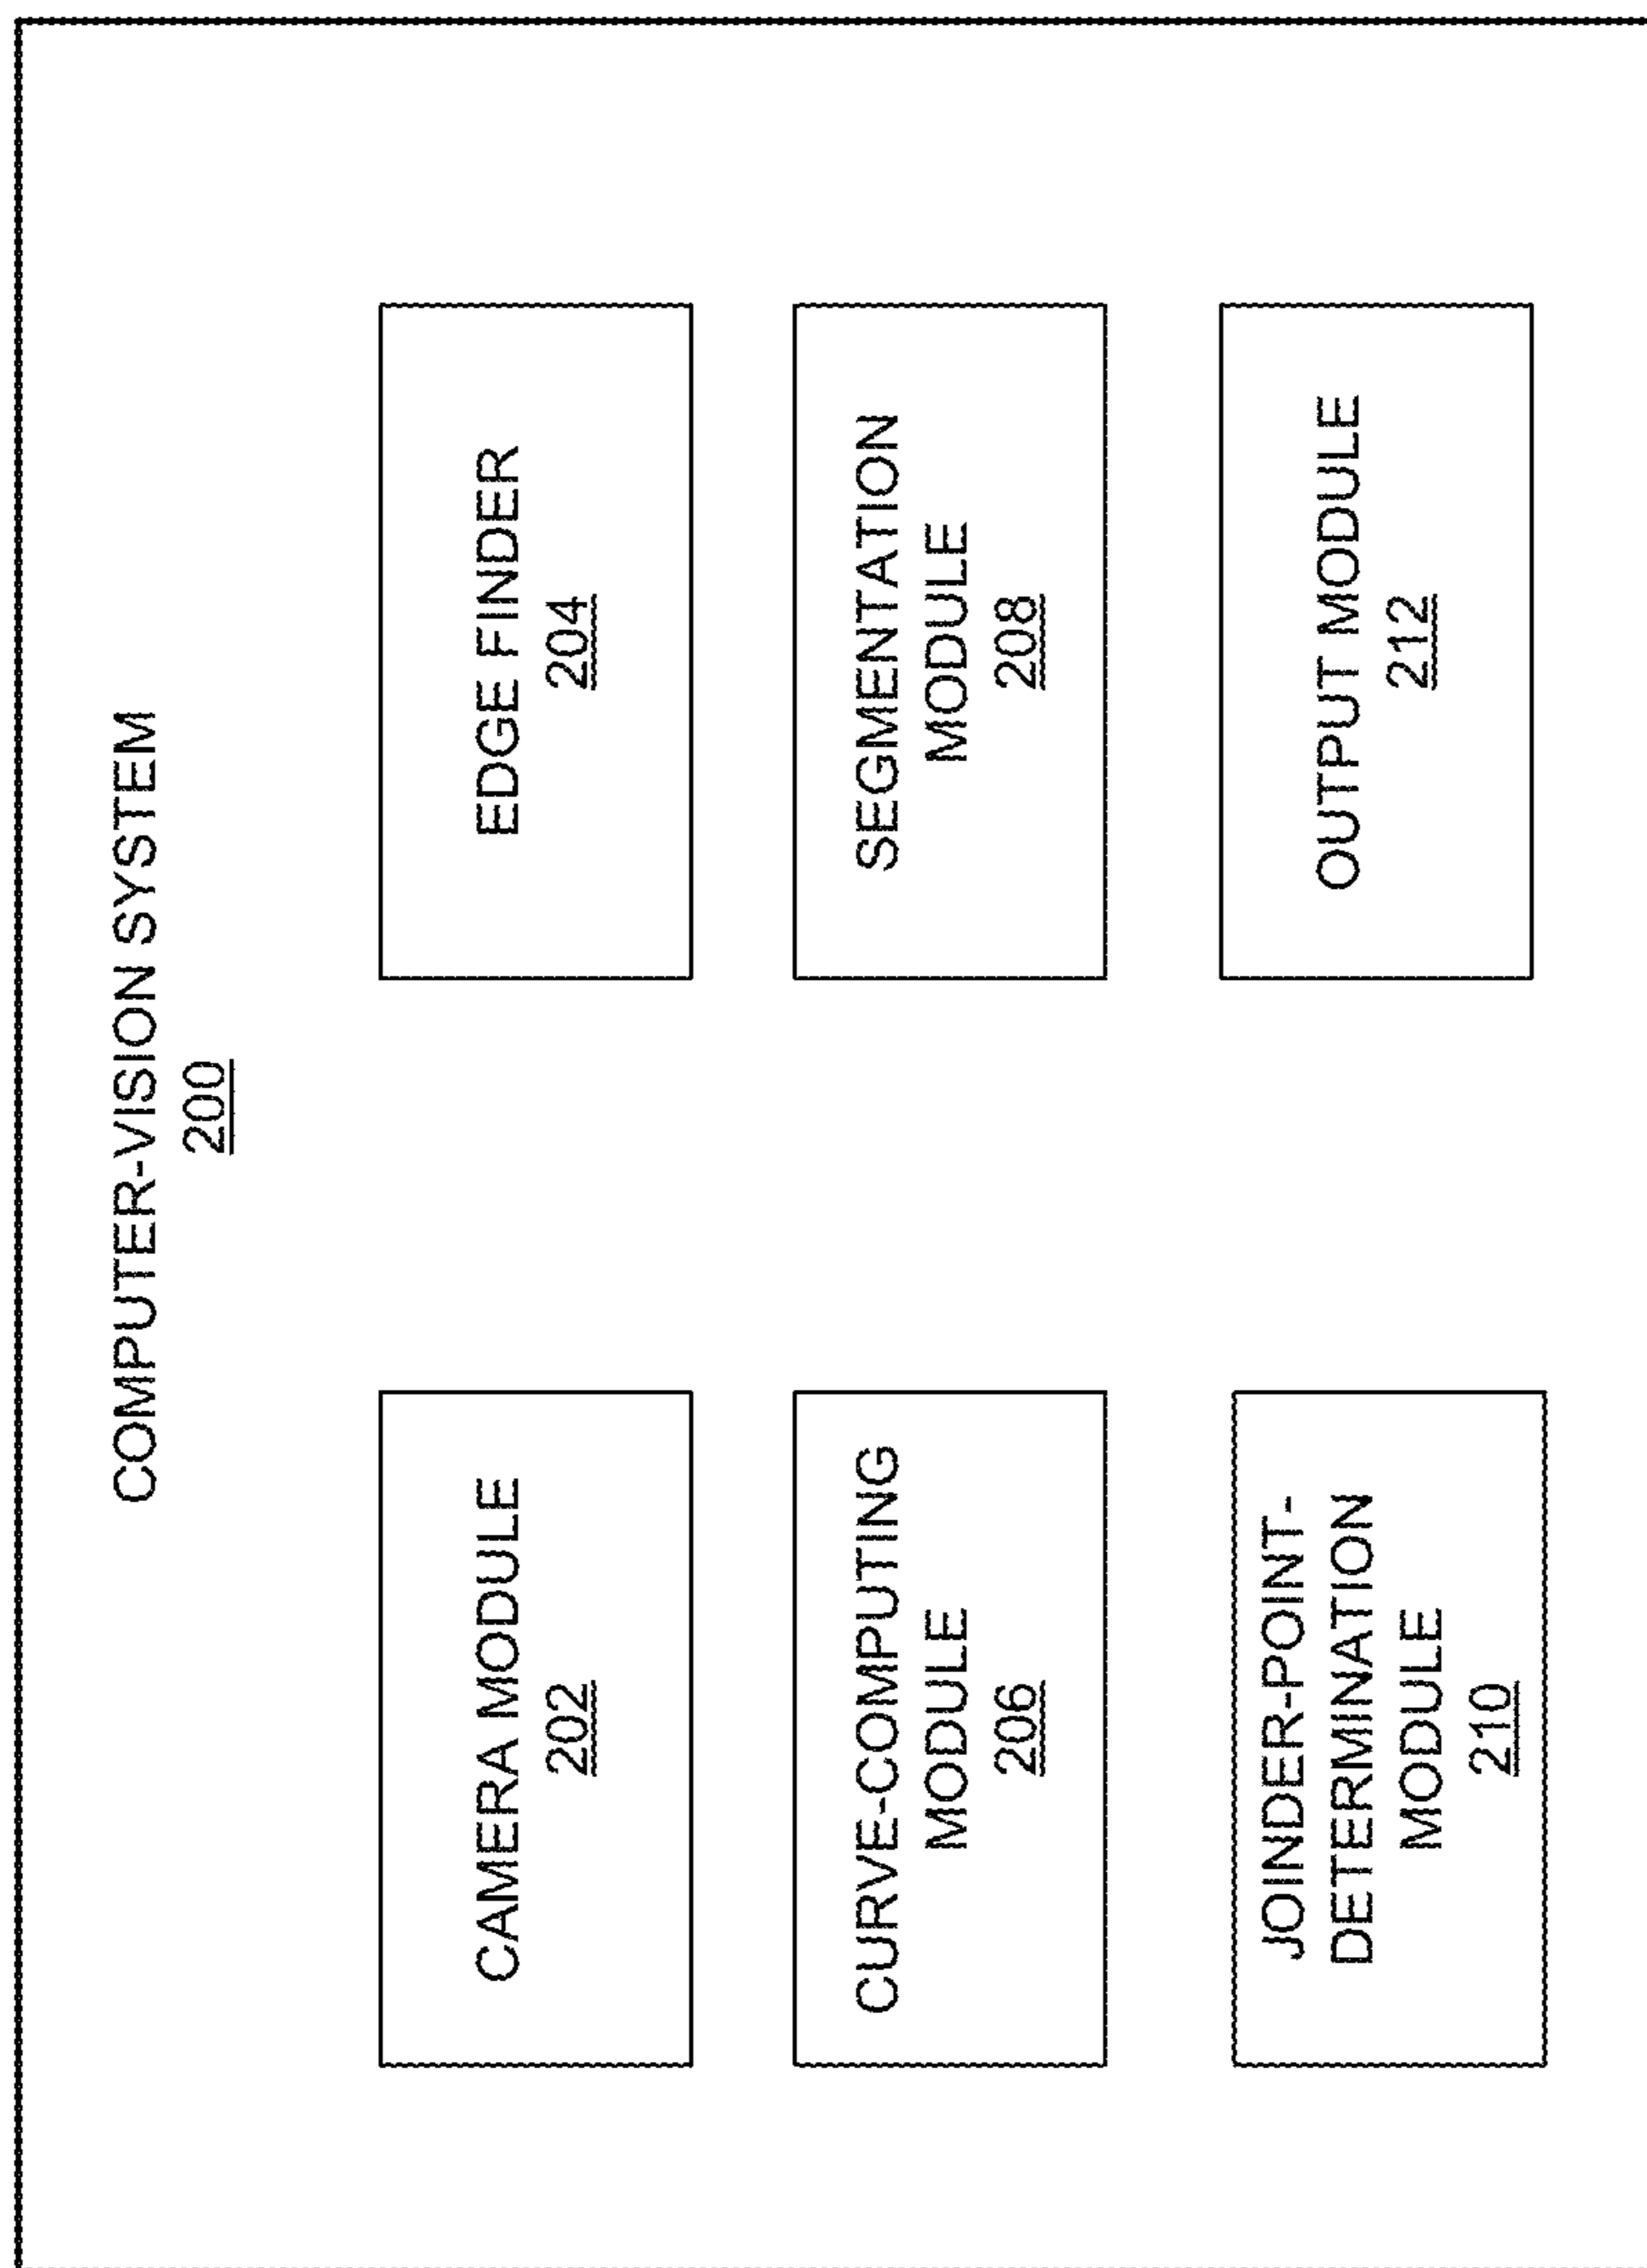 COMPUTER-VISION SYSTEM
200
CAMERA MODULE
202
EDGE FINDER
204
CURVE-COMPUTING
MODULE
206
SEGMENTATION
MODULE
208
JOINDER-POINT-
DETERMINATION
MODULE
210
OUTPUT MODULE
212